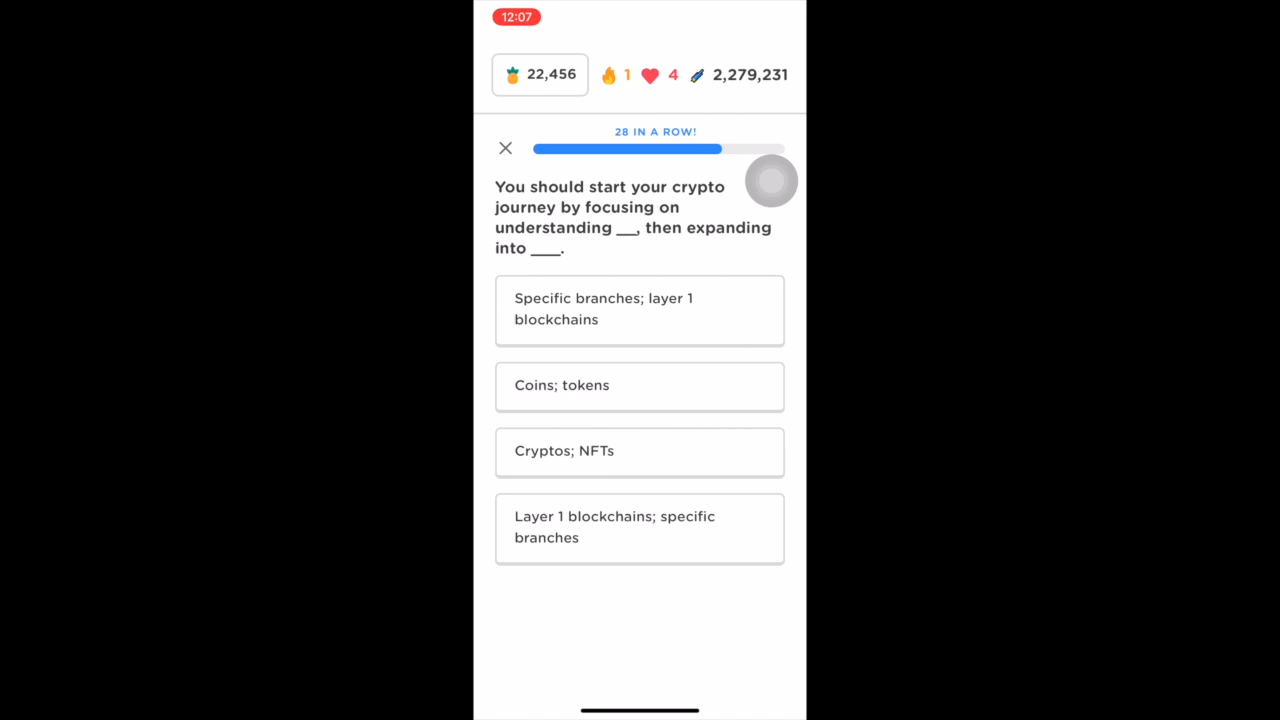 12:07
22,456 1 4 2,279,231
28 IN A ROW!
You should start your crypto
journey by focusing on
understanding __, then expanding
into ___.
Specific branches; layer 1
blockchains
Coins; tokens
Cryptos; NFTs
Layer 1 blockchains; specific
branches